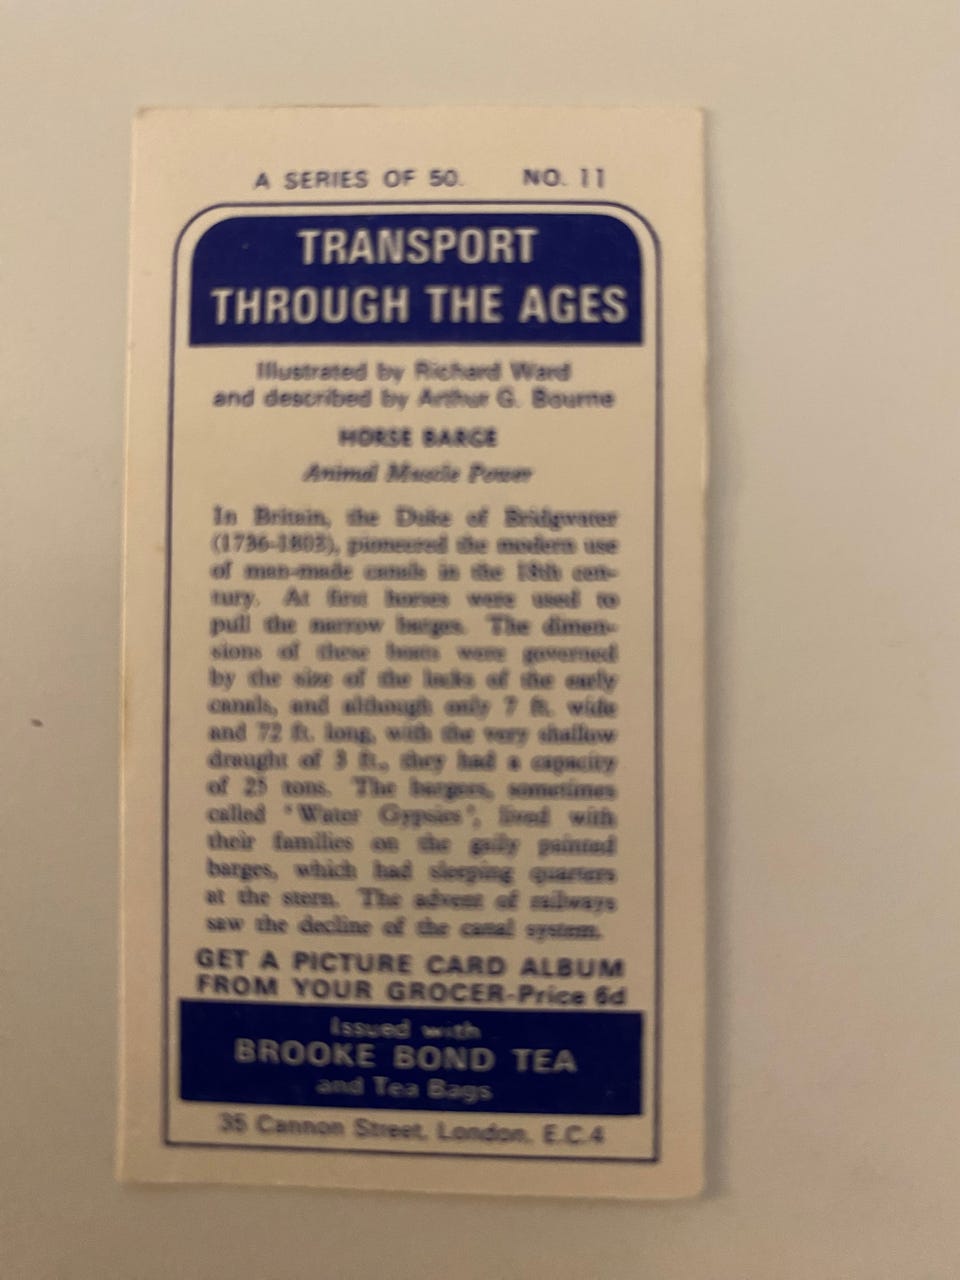 A SERIES OF 50. NO. 11
TRANSPORT
THROUGH THE AGES
Illustrated by Richard Ward
and described by Arthur G. Bourne
HORSE BARGE
Animal Muscle Power
In Britain, the Duke of Bridgwater
(1736-1803), pioneered the modern use
of man-made canals in the 18th cen-
tury. At first horses were used to
pull the narrow barges. The dimen-
sions of these boats were governed
by the size of the locks of the early
canals, and although only 7 ft. wide
and 72 ft. long, with the very shallow
draught of 3 ft., they had a capacity
of 25 tons. The bargees, sometimes
called 'Water Gypsies', lived with
their families on the gaily painted
barges, which had sleeping quarters
at the stern. The advent of railways
saw the decline of the canal system.
GET A PICTURE CARD ALBUM
FROM YOUR GROCER-Price 6d
Issued with
BROOKE BOND TEA
and Tea Bags
35 Cannon Street, London, E.C.4